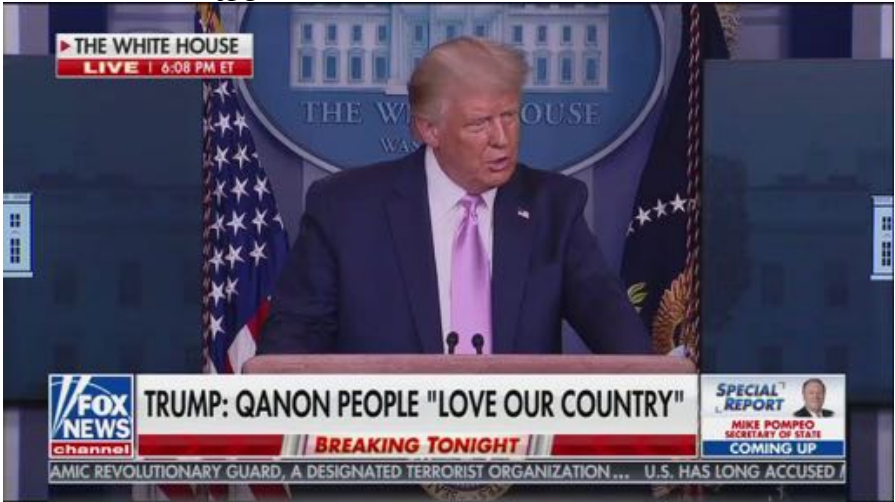 THE WHITE HOUSE
LIVE | 6:08 PM ET
THE W OUSE
WAS
FOX
NEWS
channel
TRUMP: QANON PEOPLE "LOVE OUR COUNTRY"
BREAKING TONIGHT
SPECIAL
REPORT
MIKE POMPEO
SECRETARY OF STATE
COMING UP
AMIC REVOLUTIONARY GUARD, A DESIGNATED TERRORIST ORGANIZATION ... U.S. HAS LONG ACCUSED